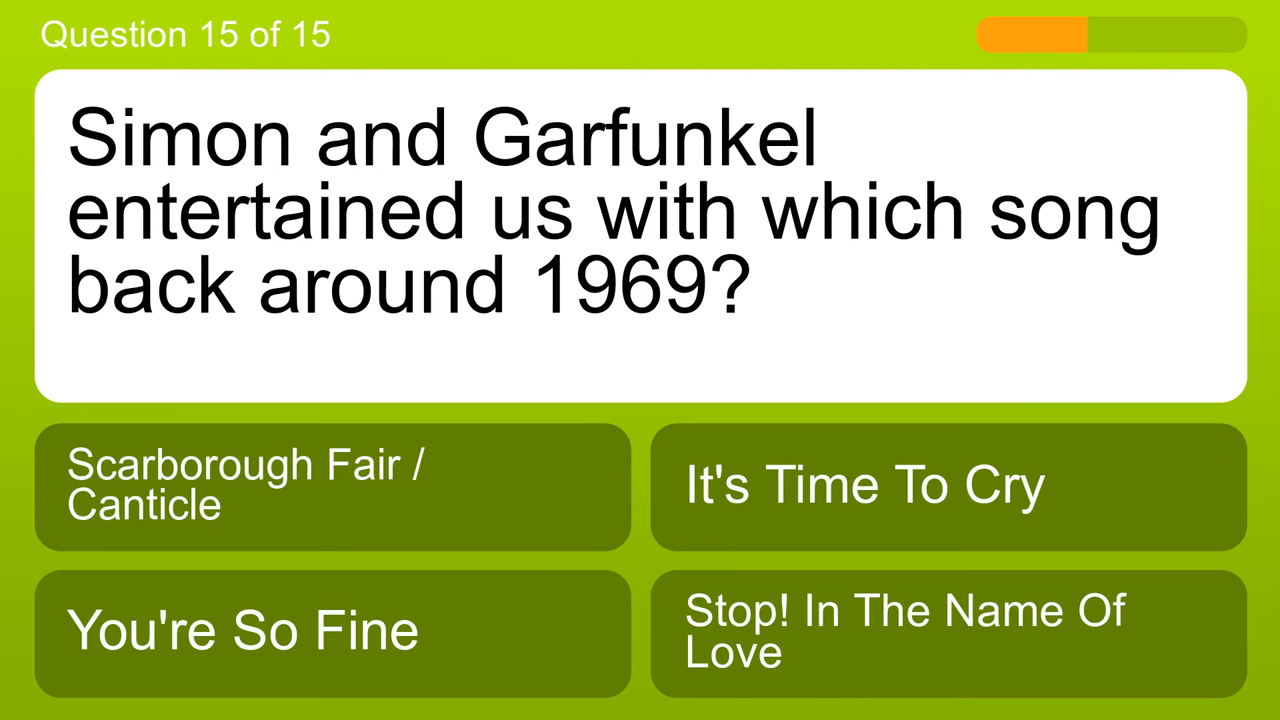 Question 15 of 15
Simon and Garfunkel
entertained us with which song
back around 1969?
Scarborough Fair /
Canticle
It's Time To Cry
You're So Fine
Stop! In The Name Of
Love